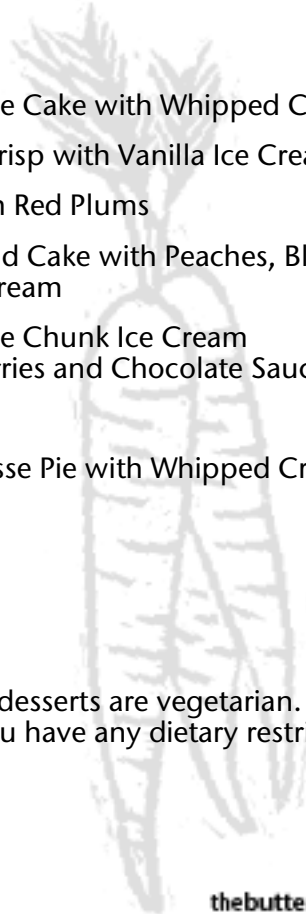 e Cake with Whipped C
risp with Vanilla Ice Crea
n Red Plums
d Cake with Peaches, Bl
ream
e Chunk Ice Cream
rries and Chocolate Sauc
sse Pie with Whipped Cr
desserts are vegetarian.
u have any dietary restri
thebutte